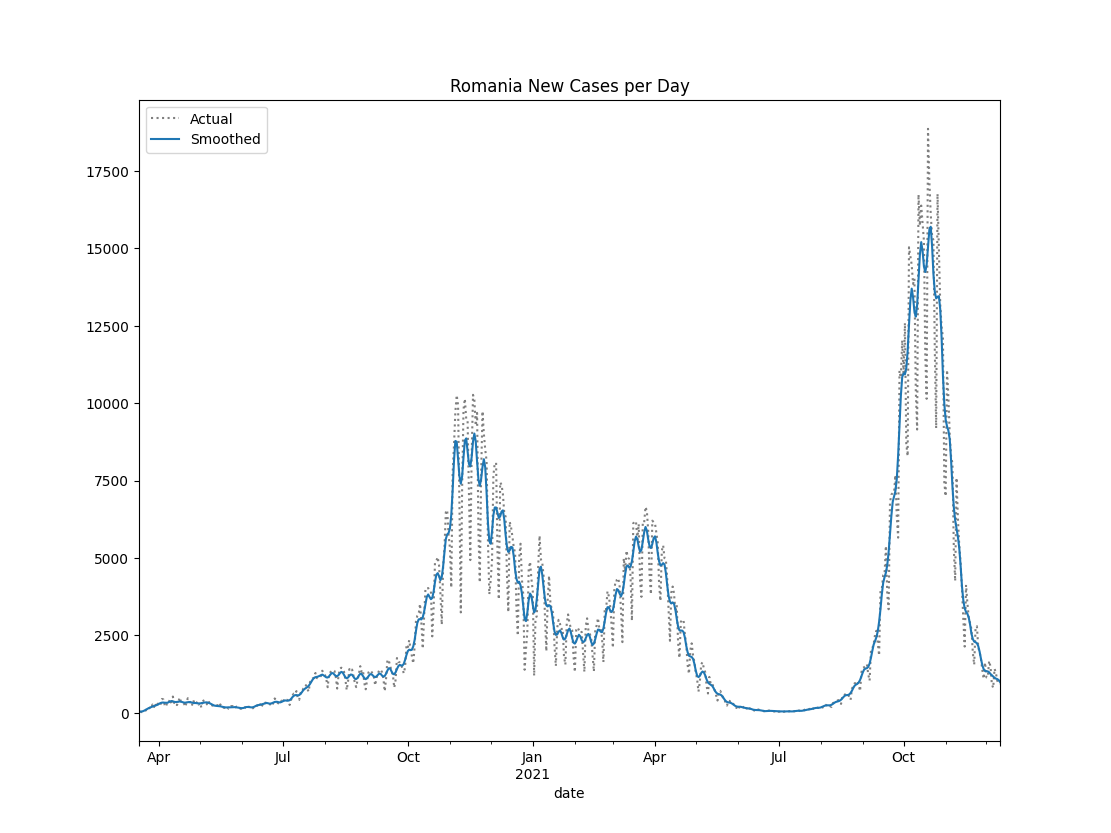 Romania New Cases per Day
Actual
Smoothed
17500
15000
12500
10000
7500
5000
2500
0
Apr Jul Oct Jan Apr Jul Oct
2021
date